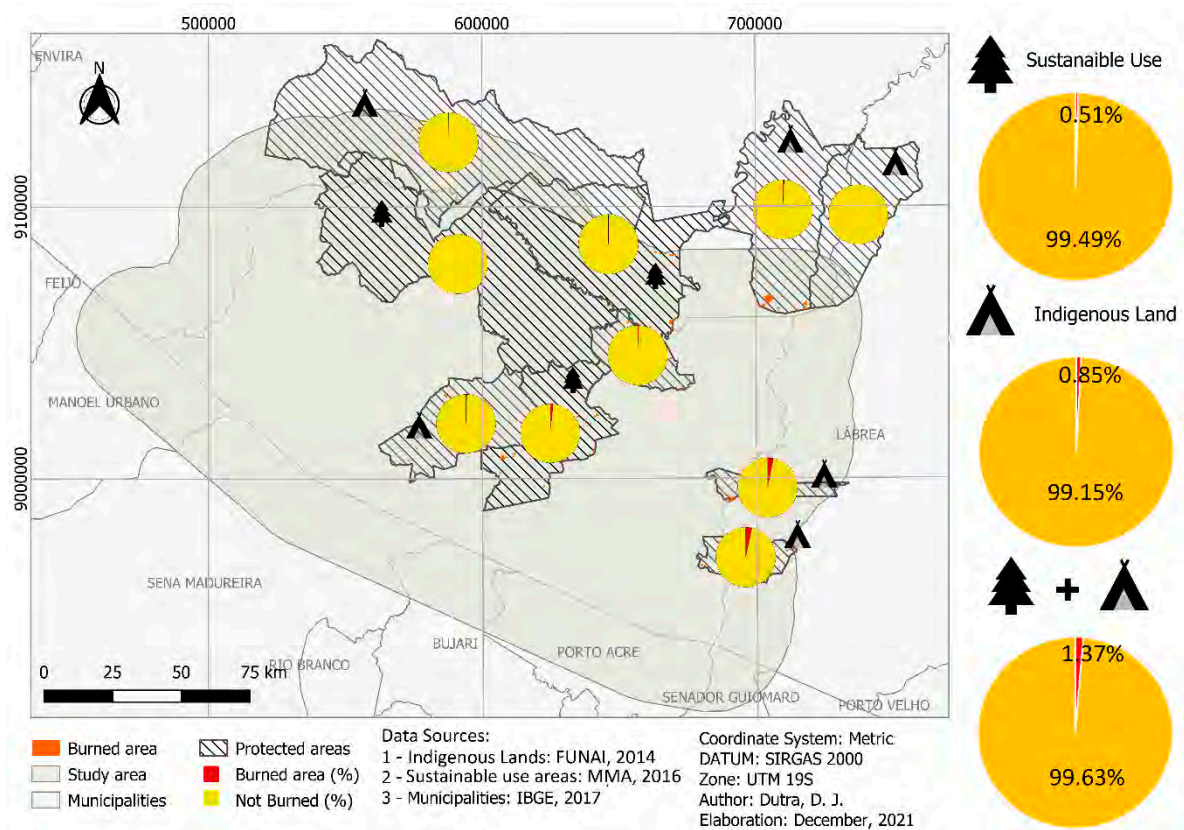 500000
600000
700000
ENVIRA
N
Sustanaible Use
0.51%
99.49%
9100000
FEIJÓ
Indigenous Land
0.85%
99.15%
MANOEL URBANO
LÁBREA
9000000
SENA MADUREIRA
BUJARI
PORTO ACRE
RIO BRANCO
SENADOR GUIOMARD
PORTO VELHO
0 25 50 75 km
+
1.37%
99.63%
Burned area
Study area
Municipalities
Protected areas
Burned area (%)
Not Burned (%)
Data Sources:
1 - Indigenous Lands: FUNAI, 2014
2 - Sustainable use areas: MMA, 2016
3 - Municipalities: IBGE, 2017
Coordinate System: Metric
DATUM: SIRGAS 2000
Zone: UTM 19S
Author: Dutra, D. J.
Elaboration: December, 2021